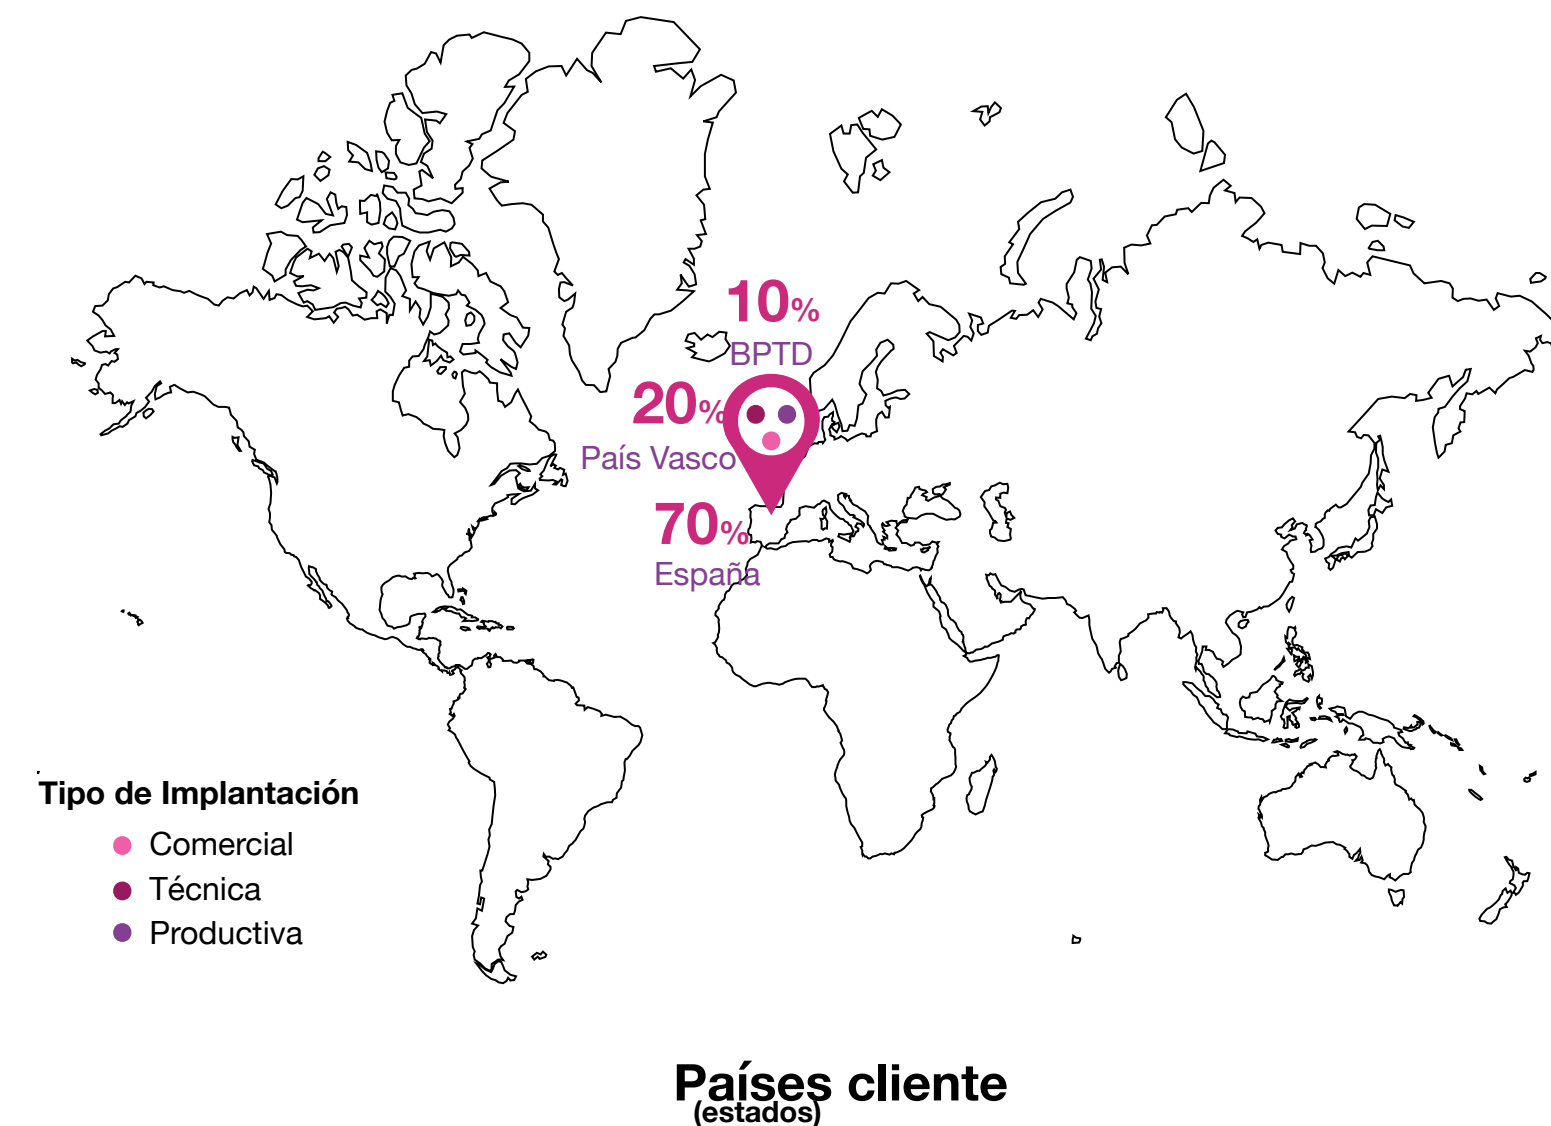 10%
BPTD
20%
País Vasco
70%
España
Tipo de Implantación
Comercial
Técnica
Productiva
Países cliente
(estados)